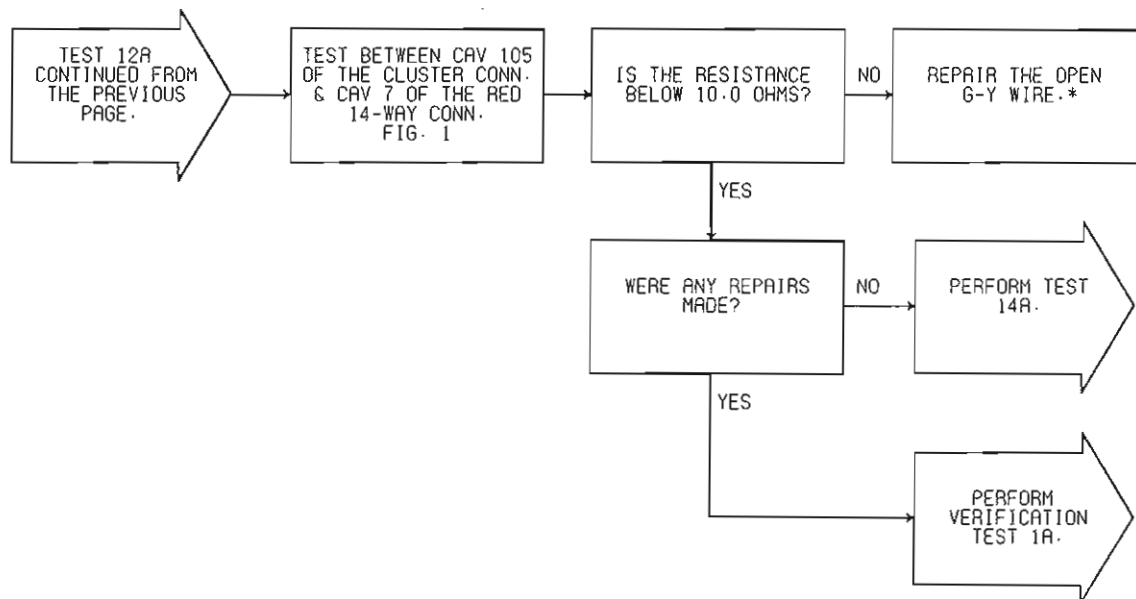 TEST 12A
CONTINUED FROM
THE PREVIOUS
PAGE.
TEST BETWEEN CAV 105
OF THE CLUSTER CONN.
& CAV 7 OF THE RED
14-WAY CONN.
FIG. 1
IS THE RESISTANCE
BELOW 10.0 OHMS?
NO
REPAIR THE OPEN
G-Y WIRE.*
YES
WERE ANY REPAIRS
MADE?
NO
PERFORM TEST
14A.
YES
PERFORM
VERIFICATION
TEST 1A.